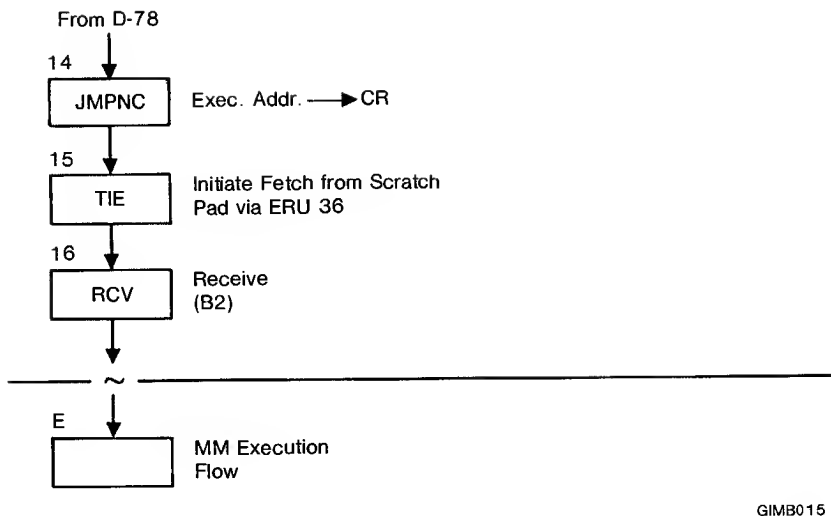 From D-78
14
JMPNC
Exec. Addr. → CR
15
TIE
Initiate Fetch from Scratch
Pad via ERU 36
16
RCV
Receive
(B2)
~
E
MM Execution
Flow
GIMB015